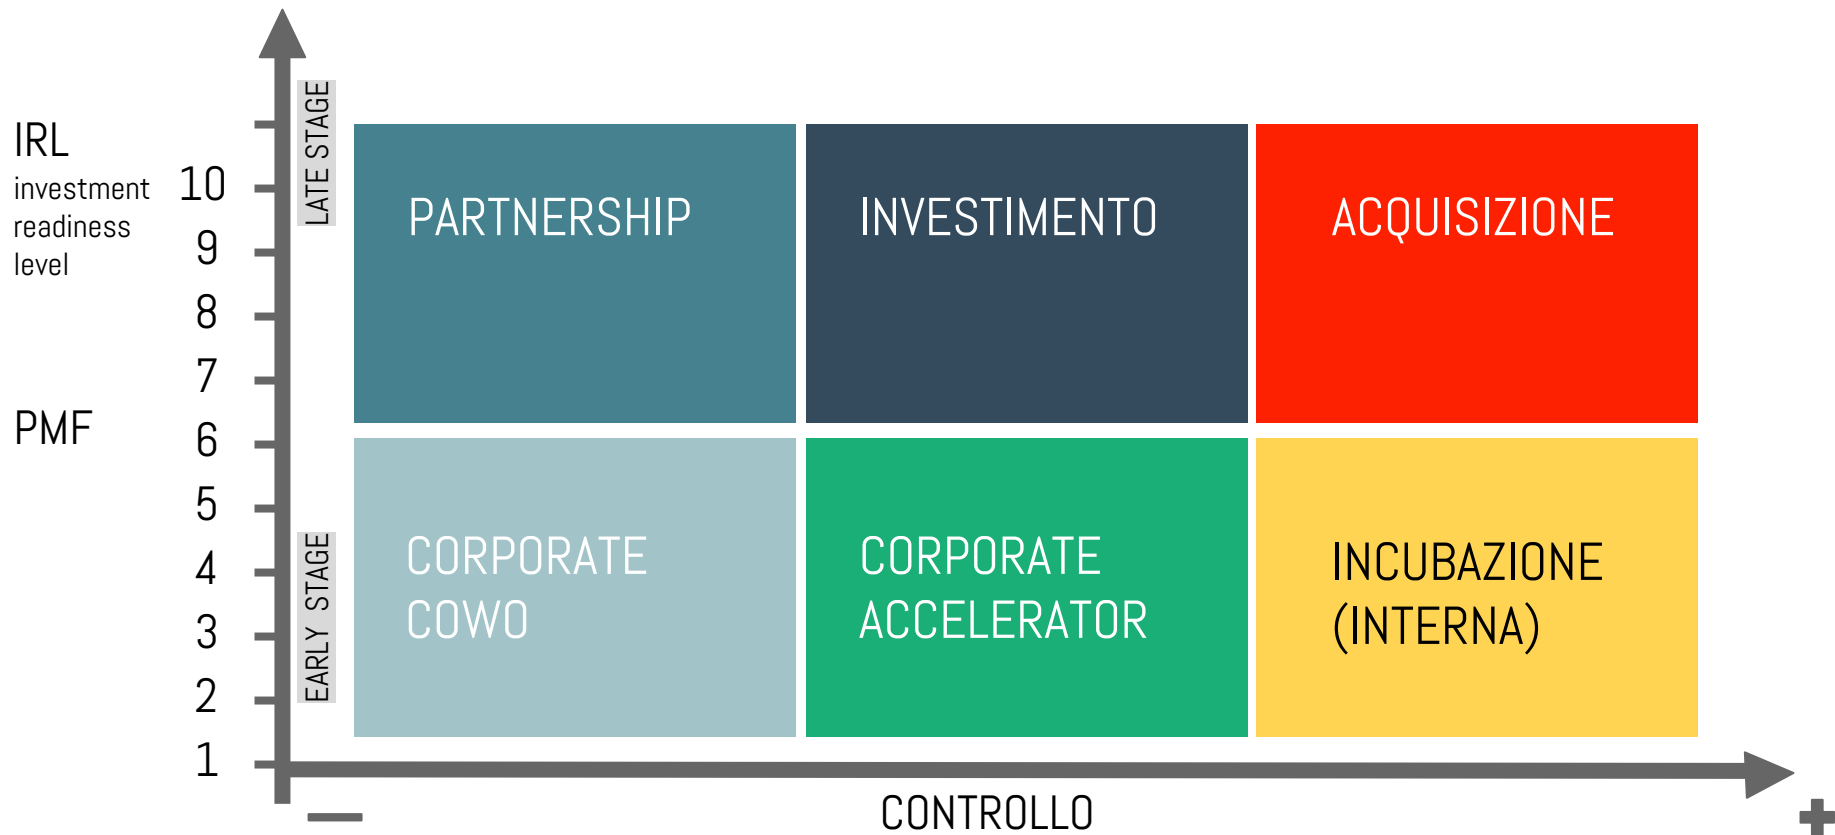 IRL
investment
readiness
level
PMF
10
9
8
7
6
5
4
3
2
1
LATE STAGE
EARLY STAGE
PARTNERSHIP
INVESTIMENTO
ACQUISIZIONE
CORPORATE
COWO
CORPORATE
ACCELERATOR
INCUBAZIONE
(INTERNA)
–
CONTROLLO
+